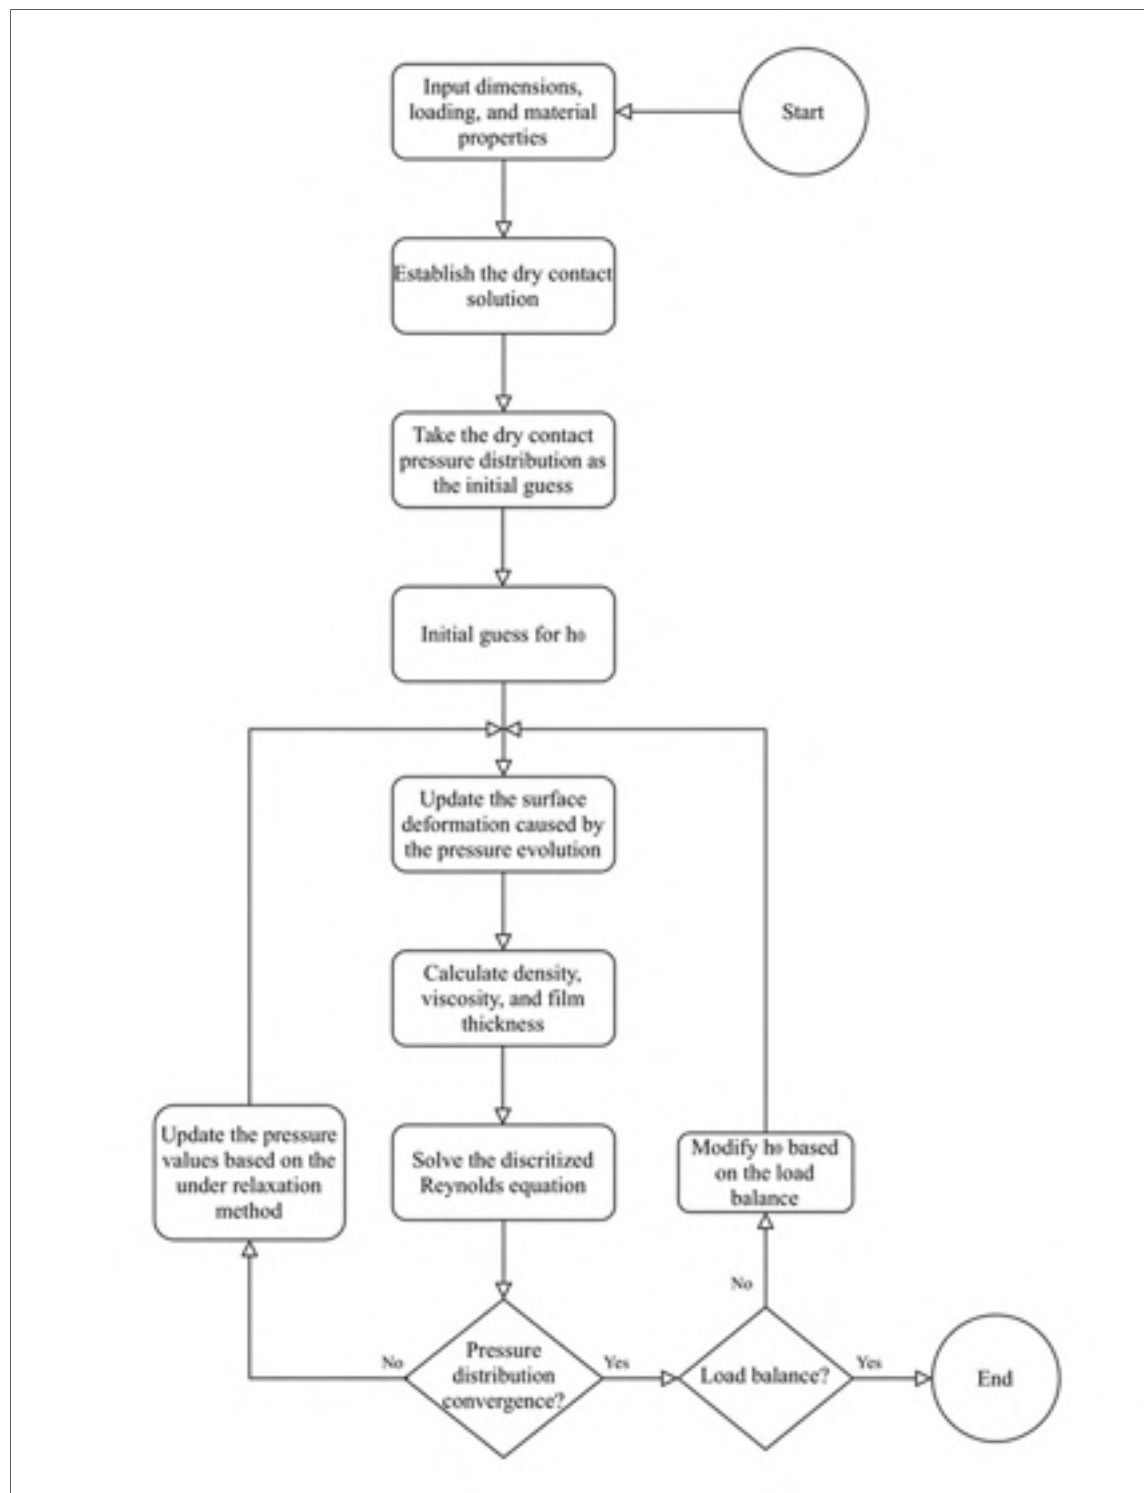 Start
Input dimensions,
loading, and material
properties
Establish the dry contact
solution
Take the dry contact
pressure distribution as
the initial guess
Initial guess for h₀
Update the surface
deformation caused by
the pressure evolution
Calculate density,
viscosity, and film
thickness
Solve the discritized
Reynolds equation
Update the pressure
values based on the
under relaxation
method
Modify h₀ based
on the load
balance
No
Pressure
distribution
convergence?
Yes
No
Load balance?
Yes
End